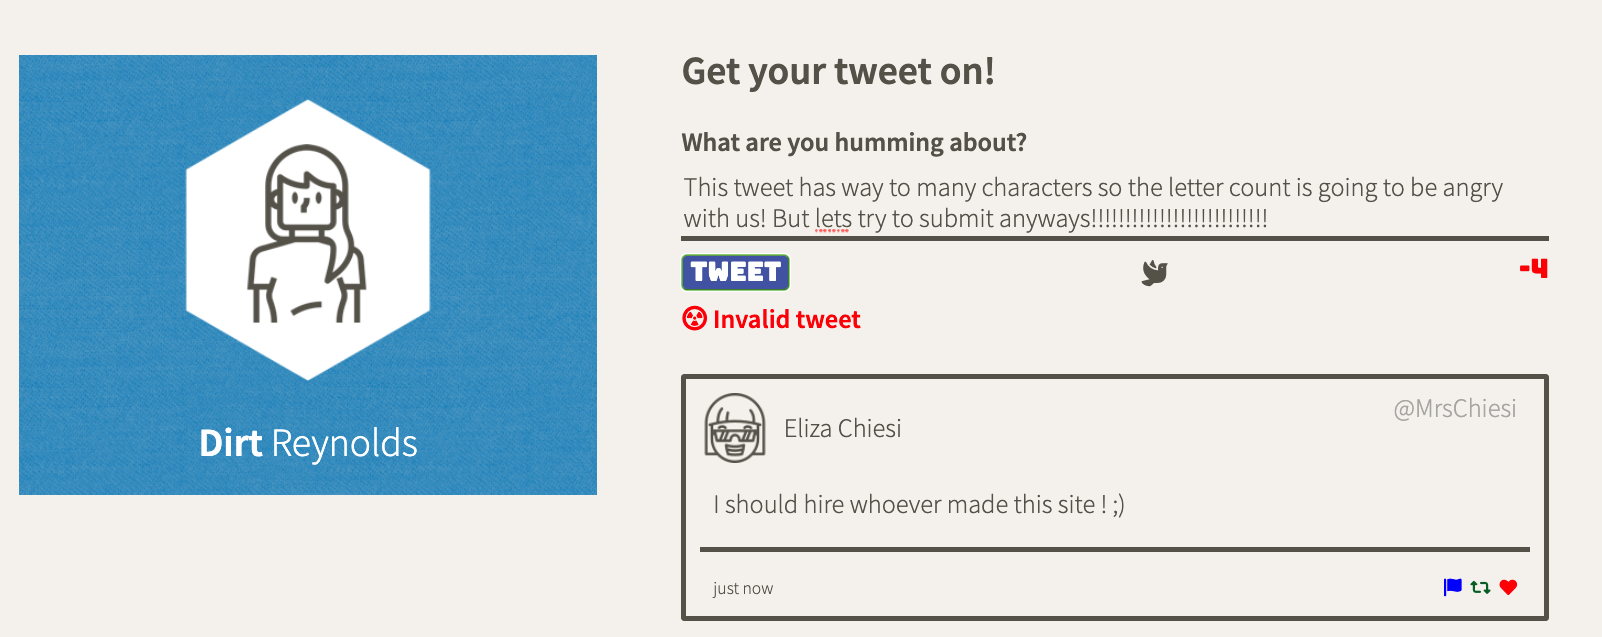 Get your tweet on!
What are you humming about?
This tweet has way to many characters so the letter count is going to be angry
with us! But lets try to submit anyways!!!!!!!!!!!!!!!!!!!!!!!!!!
TWEET
-4
Invalid tweet
Dirt Reynolds
Eliza Chiesi
@MrsChiesi
I should hire whoever made this site ! ;)
just now